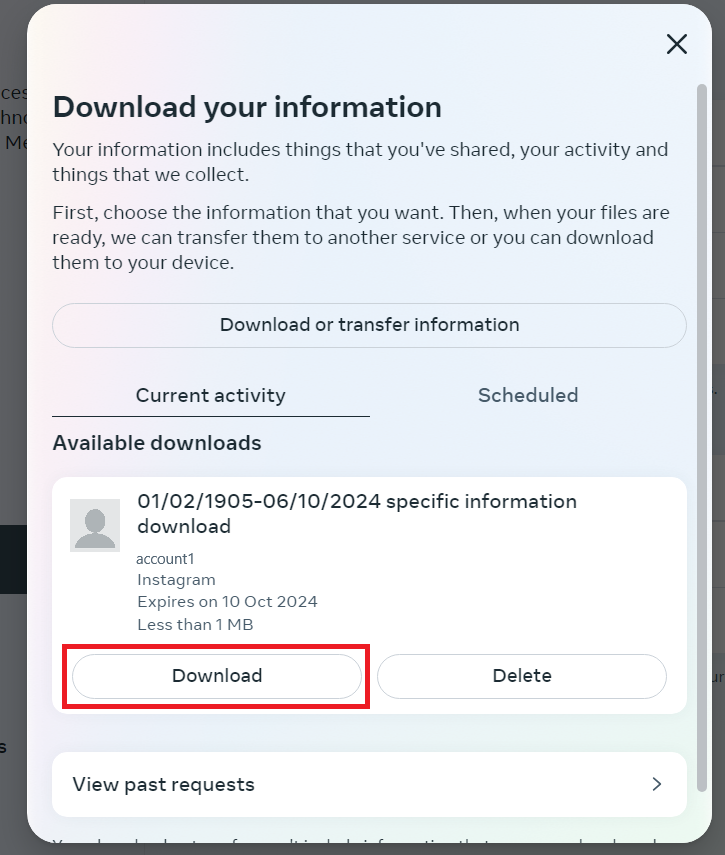 Download your information
Your information includes things that you've shared, your activity and
things that we collect.
First, choose the information that you want. Then, when your files are
ready, we can transfer them to another service or you can download
them to your device.
Download or transfer information
Current activity
Scheduled
Available downloads
01/02/1905-06/10/2024 specific information
download
account1
Instagram
Expires on 10 Oct 2024
Less than 1 MB
Download
Delete
View past requests